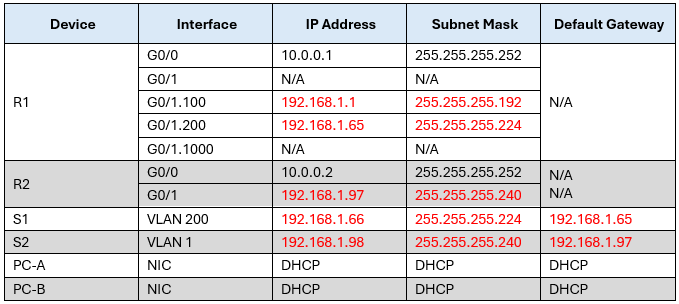 Device Interface IP Address Subnet Mask Default Gateway
R1 G0/0 10.0.0.1 255.255.255.252 N/A
G0/1 N/A N/A
G0/1.100 192.168.1.1 255.255.255.192
G0/1.200 192.168.1.65 255.255.255.224
G0/1.1000 N/A N/A
R2 G0/0 10.0.0.2 255.255.255.252 N/A
G0/1 192.168.1.97 255.255.255.240 N/A
S1 VLAN 200 192.168.1.66 255.255.255.224 192.168.1.65
S2 VLAN 1 192.168.1.98 255.255.255.240 192.168.1.97
PC-A NIC DHCP DHCP DHCP
PC-B NIC DHCP DHCP DHCP